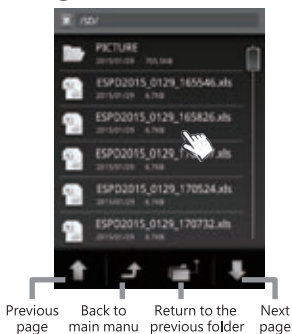 PICTURE
2015/01/29
ESPD2015_0129_165546.xls
2015/01/29 6.7KB
ESPD2015_0129_165826.xls
2015/01/29 6.7KB
2015/01/29 6.7KB
ESPD2015_0129_170524.xls
2015/01/29 6.7KB
ESPD2015_0129_170732.xls
2015/01/29 6.7KB
Previous page
Back to main manu
Return to the previous folder
Next page